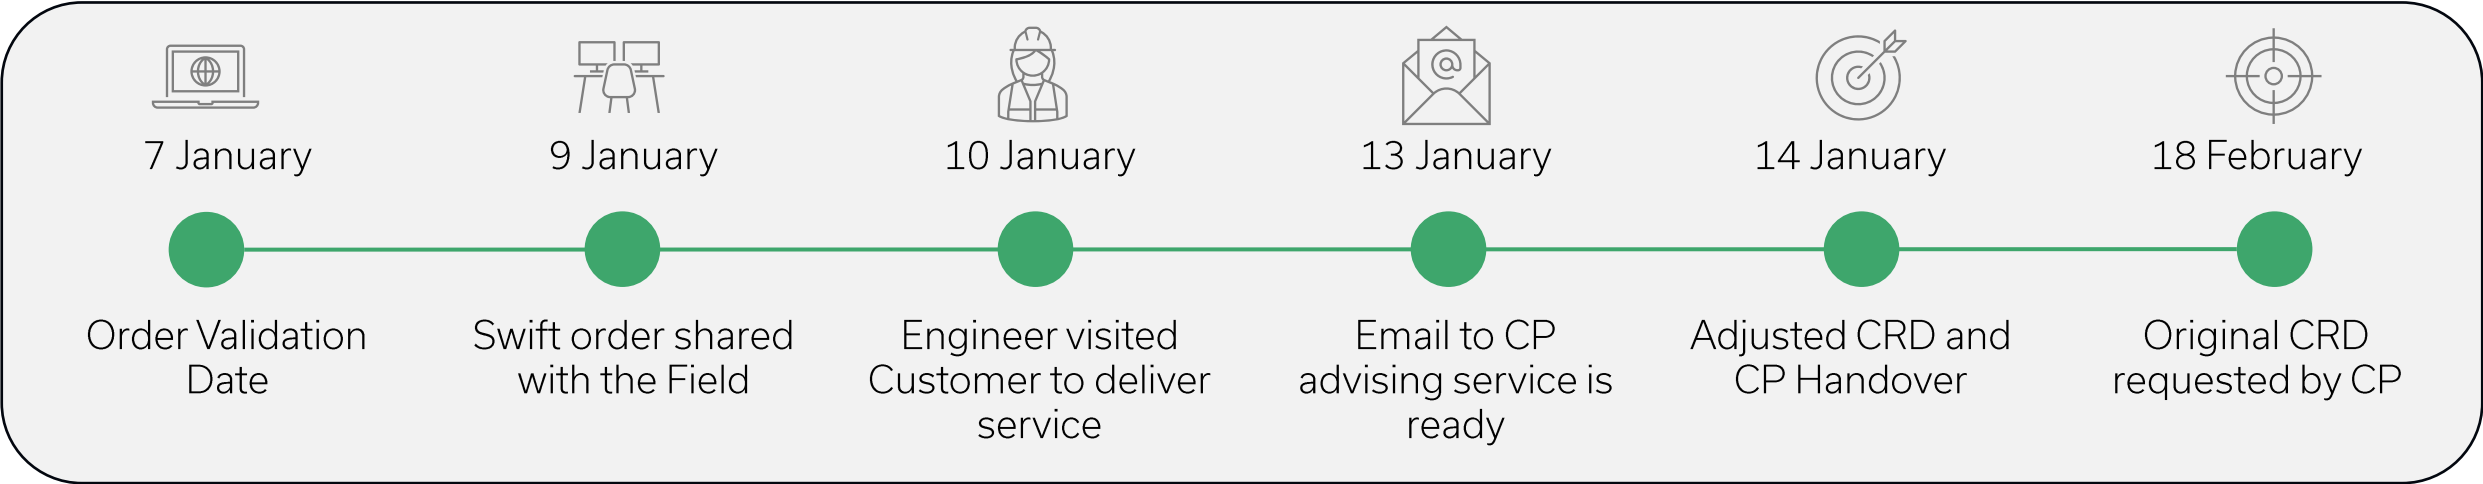 7 January
9 January
10 January
13 January
14 January
18 February
Order Validation
Date
Swift order shared
with the Field
Engineer visited
Customer to deliver
service
Email to CP
advising service is
ready
Adjusted CRD and
CP Handover
Original CRD
requested by CP